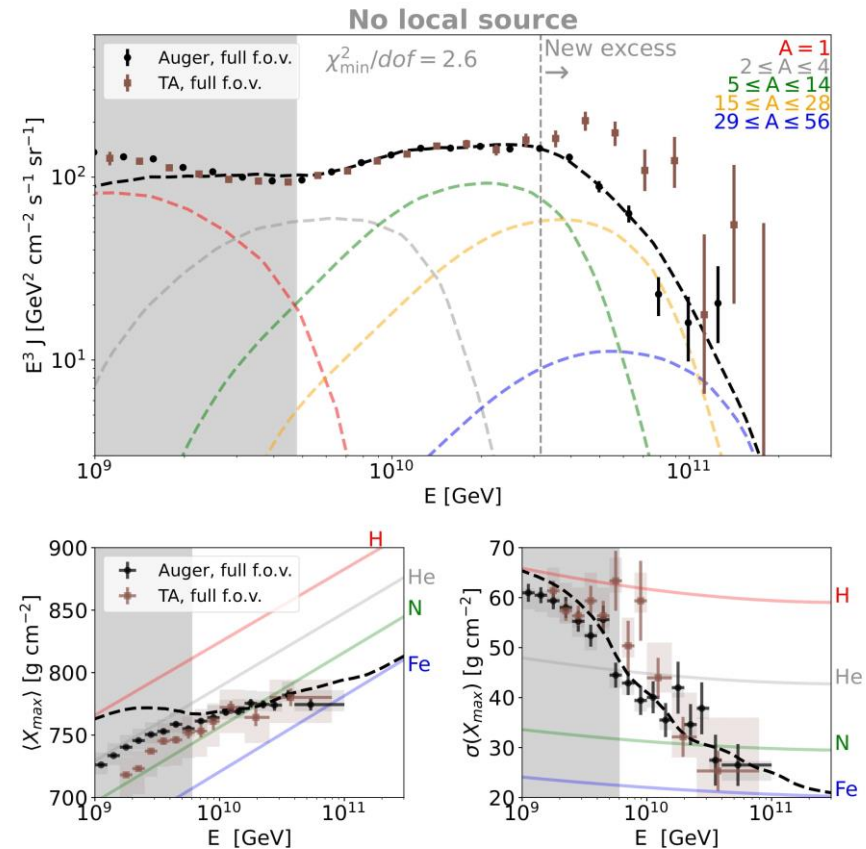 No local source
Auger, full f.o.v.
TA, full f.o.v.
χ²min/dof = 2.6
New excess
→
A = 1
2 ≤ A ≤ 4
5 ≤ A ≤ 14
15 ≤ A ≤ 28
29 ≤ A ≤ 56
E³ J [GeV² cm⁻² s⁻¹ sr⁻¹]
10²
10¹
10⁹
10¹⁰
10¹¹
E [GeV]
Auger, full f.o.v.
TA, full f.o.v.
H
He
N
Fe
⟨Xmax⟩ [g cm⁻²]
900
850
800
750
700
10⁹
10¹⁰
10¹¹
E [GeV]
H
He
N
Fe
σ(Xmax) [g cm⁻²]
70
60
50
40
30
20
10⁹
10¹⁰
10¹¹
E [GeV]